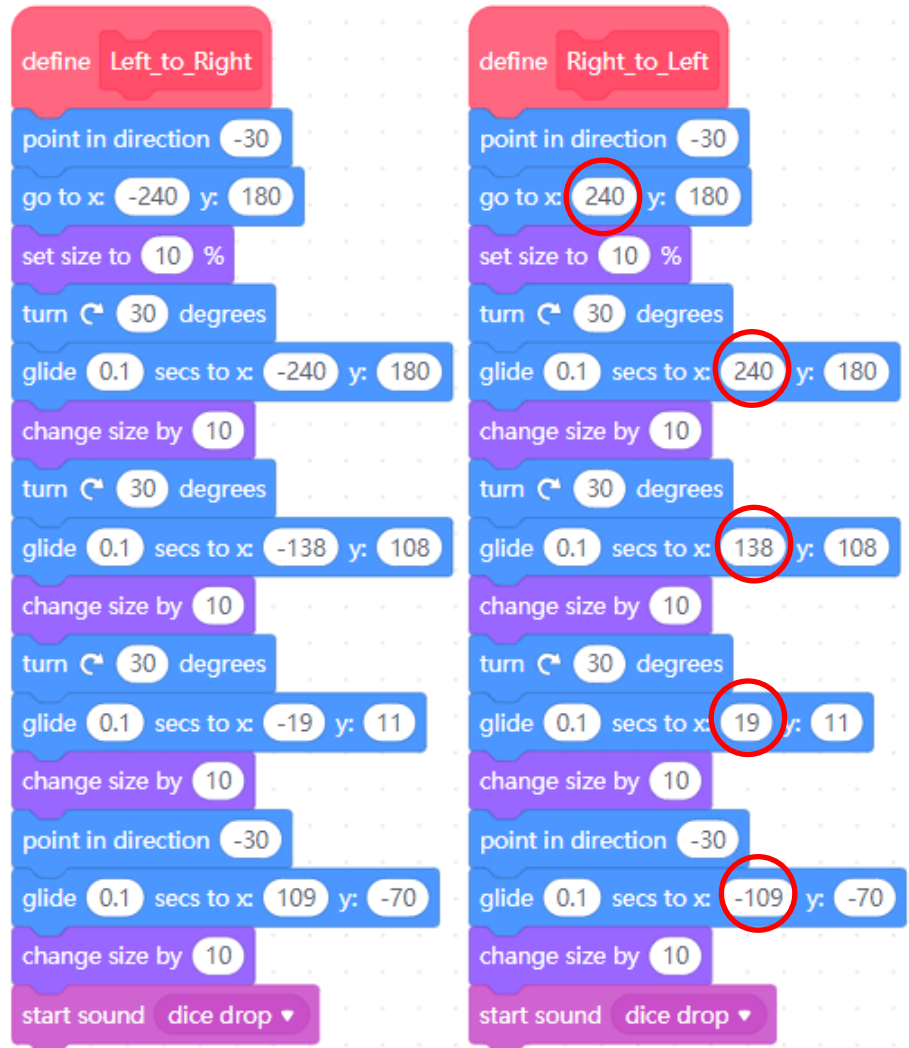 define Left_to_Right
point in direction -30
go to x: -240 y: 180
set size to 10 %
turn 30 degrees
glide 0.1 secs to x: -240 y: 180
change size by 10
turn 30 degrees
glide 0.1 secs to x: -138 y: 108
change size by 10
turn 30 degrees
glide 0.1 secs to x: -19 y: 11
change size by 10
point in direction -30
glide 0.1 secs to x: 109 y: -70
change size by 10
start sound dice drop
define Right_to_Left
point in direction -30
go to x: 240 y: 180
set size to 10 %
turn 30 degrees
glide 0.1 secs to x: 240 y: 180
change size by 10
turn 30 degrees
glide 0.1 secs to x: 138 y: 108
change size by 10
turn 30 degrees
glide 0.1 secs to x: 19 y: 11
change size by 10
point in direction -30
glide 0.1 secs to x: -109 y: -70
change size by 10
start sound dice drop